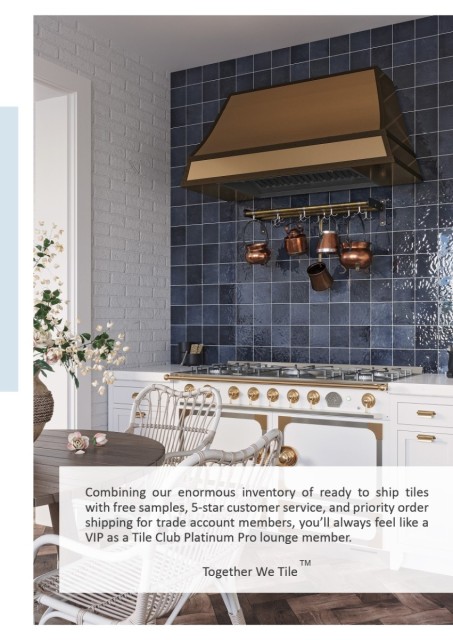 Combining our enormous inventory of ready to ship tiles
with free samples, 5-star customer service, and priority order
shipping for trade account members, you'll always feel like a
VIP as a Tile Club Platinum Pro lounge member.
Together We Tile™